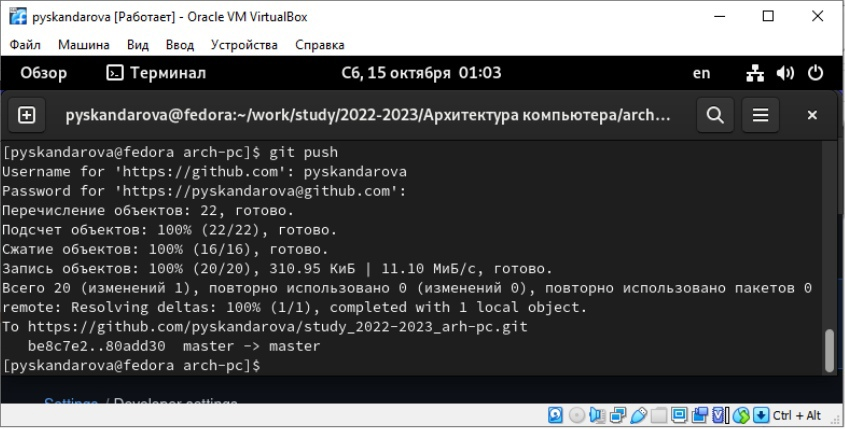 pyskandarova [Работает] - Oracle VM VirtualBox
Файл Машина Вид Ввод Устройства Справка
Обзор Терминал Сб, 15 октября 01:03 en
pyskandarova@fedora:~/work/study/2022-2023/Архитектура компьютера/arch...
[pyskandarova@fedora arch-pc]$ git push
Username for 'https://github.com': pyskandarova
Password for 'https://pyskandarova@github.com':
Перечисление объектов: 22, готово.
Подсчет объектов: 100% (22/22), готово.
Сжатие объектов: 100% (16/16), готово.
Запись объектов: 100% (20/20), 310.95 КиБ | 11.10 МиБ/с, готово.
Всего 20 (изменений 1), повторно использовано 0 (изменений 0), повторно использовано пакетов 0
remote: Resolving deltas: 100% (1/1), completed with 1 local object.
To https://github.com/pyskandarova/study_2022-2023_arh-pc.git
be8c7e2..80add30 master -> master
[pyskandarova@fedora arch-pc]$
Settings / Developer settings
Ctrl + Alt